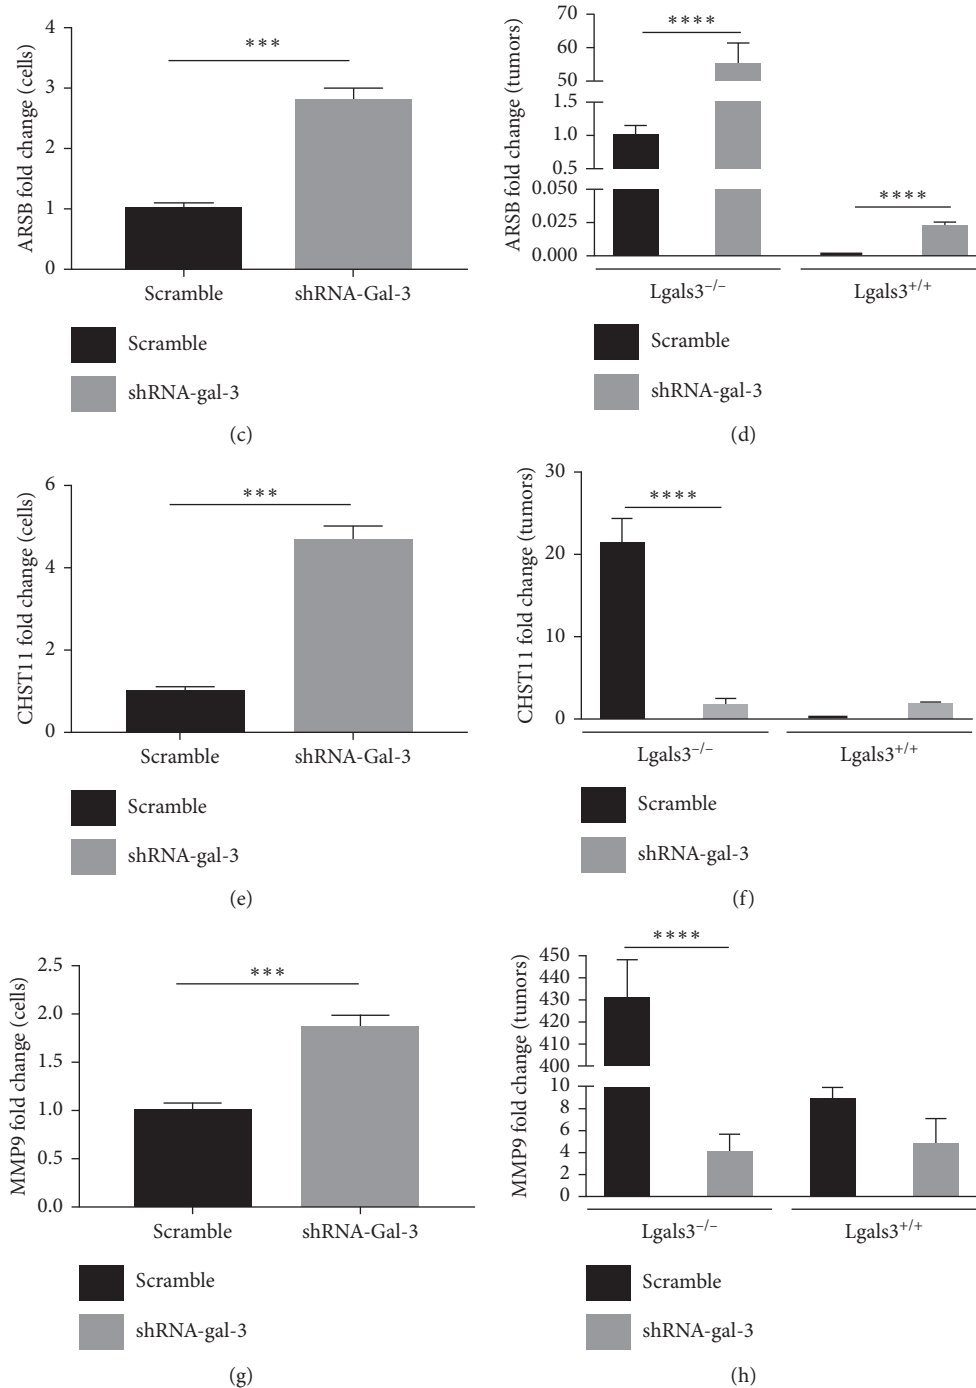 ARSB fold change (cells)
4
3
2
1
0
***
Scramble
shRNA-Gal-3
Scramble
shRNA-gal-3
(c)
ARSB fold change (tumors)
70
60
50
1.5
1.0
0.5
0.050
0.025
0.000
****
****
Lgals3⁻/⁻
Lgals3⁺/⁺
Scramble
shRNA-gal-3
(d)
CHST11 fold change (cells)
6
4
2
0
***
Scramble
shRNA-Gal-3
Scramble
shRNA-gal-3
(e)
CHST11 fold change (tumors)
30
20
10
0
****
Lgals3⁻/⁻
Lgals3⁺/⁺
Scramble
shRNA-gal-3
(f)
MMP9 fold change (cells)
2.5
2.0
1.5
1.0
0.5
0.0
***
Scramble
shRNA-Gal-3
Scramble
shRNA-gal-3
(g)
MMP9 fold change (tumors)
450
440
430
420
410
400
10
8
6
4
2
0
****
Lgals3⁻/⁻
Lgals3⁺/⁺
Scramble
shRNA-gal-3
(h)